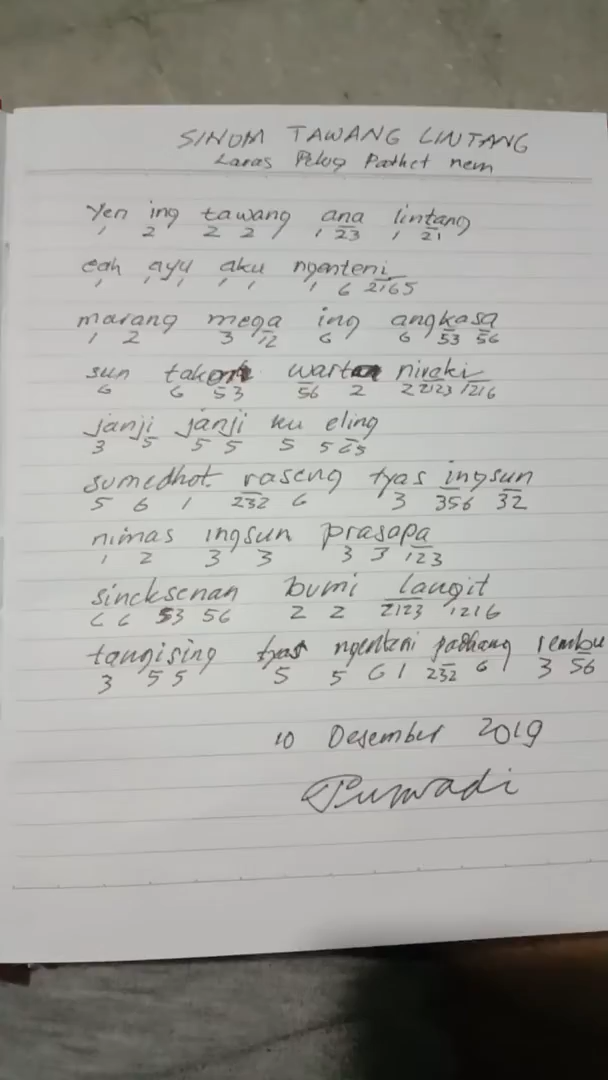 SINOM TAWANG LINTANG
Laras Pelog Pathet nem
Yen ing tawang ana lintang
1 2 2 2 1 23 1 21
cah ayu aku ngenteni
1 1 1 1 1 1 6 2165
marang mega ing angkasa
1 2 3 12 6 6 53 56
sun takon warta niraki
6 6 53 56 2 2 2123 1216
janji janji ku eling
3 5 5 5 5 5 65
sumedhot raseng tyas ingsun
5 6 1 232 6 3 356 32
nimas ingsun prasapa
1 2 3 3 3 3 123
sineksenan bumi langit
6 6 53 56 2 2 2123 1216
tangising tyas ngenteni padhang rembu
3 5 5 5 5 6 1 232 6 3 56
10 Desember 2019
Purwadi